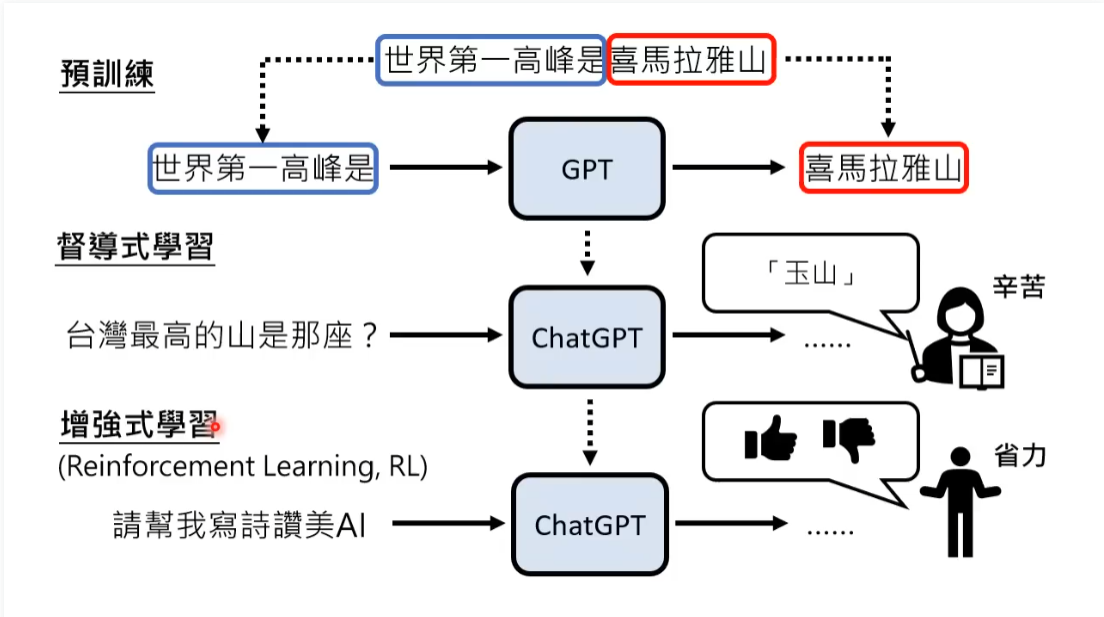 預訓練
世界第一高峰是喜馬拉雅山
世界第一高峰是
GPT
喜馬拉雅山
督導式學習
台灣最高的山是那座？
ChatGPT
......
「玉山」
辛苦
增強式學習
(Reinforcement Learning, RL)
請幫我寫詩讚美AI
ChatGPT
......
省力